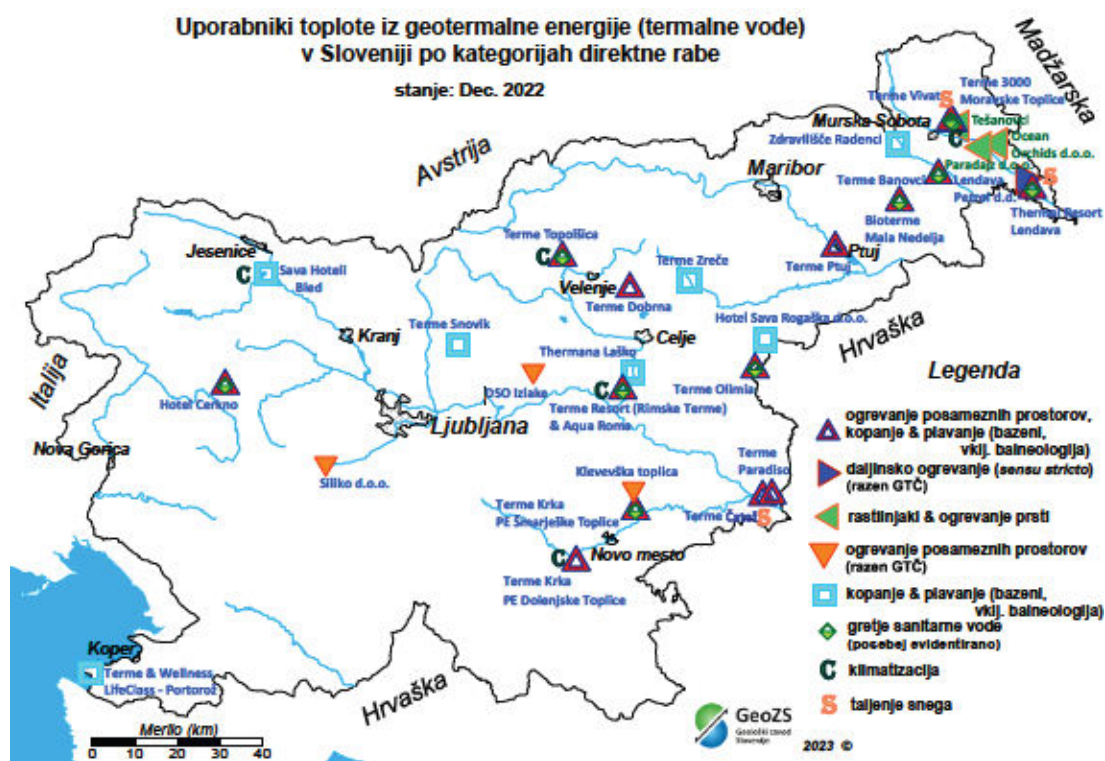 Uporabniki toplote iz geotermalne energije (termalne vode)
v Sloveniji po kategorijah direktne rabe
stanje: Dec. 2022
Madžarska
Terme 3000
Moravske Toplice
Terme Vivat
S
Murska Sobota
Tešanovci
C
Ocean
Orchids d.o.o.
Zdravilišče Radenci
Paradajz d.o.o.
Avstrija
Maribor
Terme Banovci
Lendava
Petrol d.d.
S
Thermal Resort
Lendava
Bioterme
Mala Nedelja
Jesenice
C
Sava Hoteli
Bled
Terme Topolšica
C
Velenje
Terme Dobrna
Terme Zreče
Ptuj
Terme Ptuj
Kranj
Terme Snovik
Celje
Hotel Sava Rogaška d.o.o.
Hrvaška
Thermana Laško
C
Italija
Hotel Cerkno
DSO Izlake
Terme Olimia
Terme Resort (Rimske Terme)
& Aqua Roma
Ljubljana
Nova Gorica
Siliko d.o.o.
Klevevška toplica
Terme
Paradiso
Terme Krka
PE Šmarješke Toplice
Terme Čatež
S
Novo mesto
C
Terme Krka
PE Dolenjske Toplice
Koper
Terme & Wellness
LifeClass - Portorož
Hrvaška
Merilo (km)
0 10 20 30 40
Legenda
ogrevanje posameznih prostorov,
kopanje & plavanje (bazeni,
vklj. balneologija)
daljinsko ogrevanje (sensu stricto)
(razen GTČ)
rastlinjaki & ogrevanje prsti
ogrevanje posameznih prostorov
(razen GTČ)
kopanje & plavanje (bazeni,
vklj. balneologija)
gretje sanitarne vode
(posebej evidentirano)
C klimatizacija
S taljenje snega
GeoZS
Geološki zavod
Slovenije
2023 ©